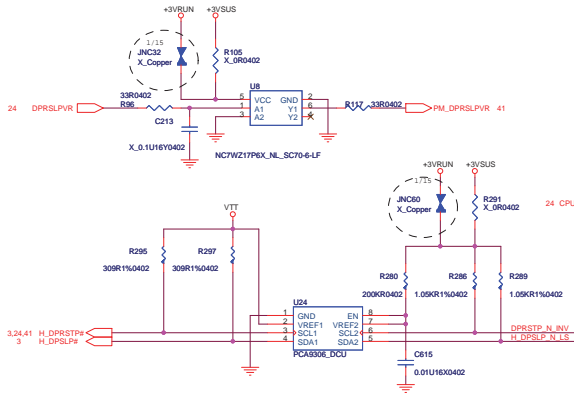 +3VRUN +3VSUS
1/15
JNC32
X_Copper
R105
X_0R0402
33R0402
U8
24 DPRSLPVR
R96
5 VCC GND 2
1 A1 Y1 6
3 A2 Y2 4
R117 33R0402
PM_DPRSLPVR 41
C213
X_0.1U16Y0402
NC7WZ17P6X_NL_SC70-6-LF
+3VRUN +3VSUS
1/15
JNC60
X_Copper
R291
X_0R0402
24 CPU
VTT
R295
309R1%0402
R297
309R1%0402
R280
200KR0402
R286
1.05KR1%0402
R289
1.05KR1%0402
U24
1 GND EN 8
2 VREF1 VREF2 7
3 SCL1 SCL2 6
4 SDA1 SDA2 5
PCA9306_DCU
3,24,41 H_DPRSTP#
3 H_DPSLP#
DPRSTP_N_INV
H_DPSLP_N_LS
C615
0.01U16X0402